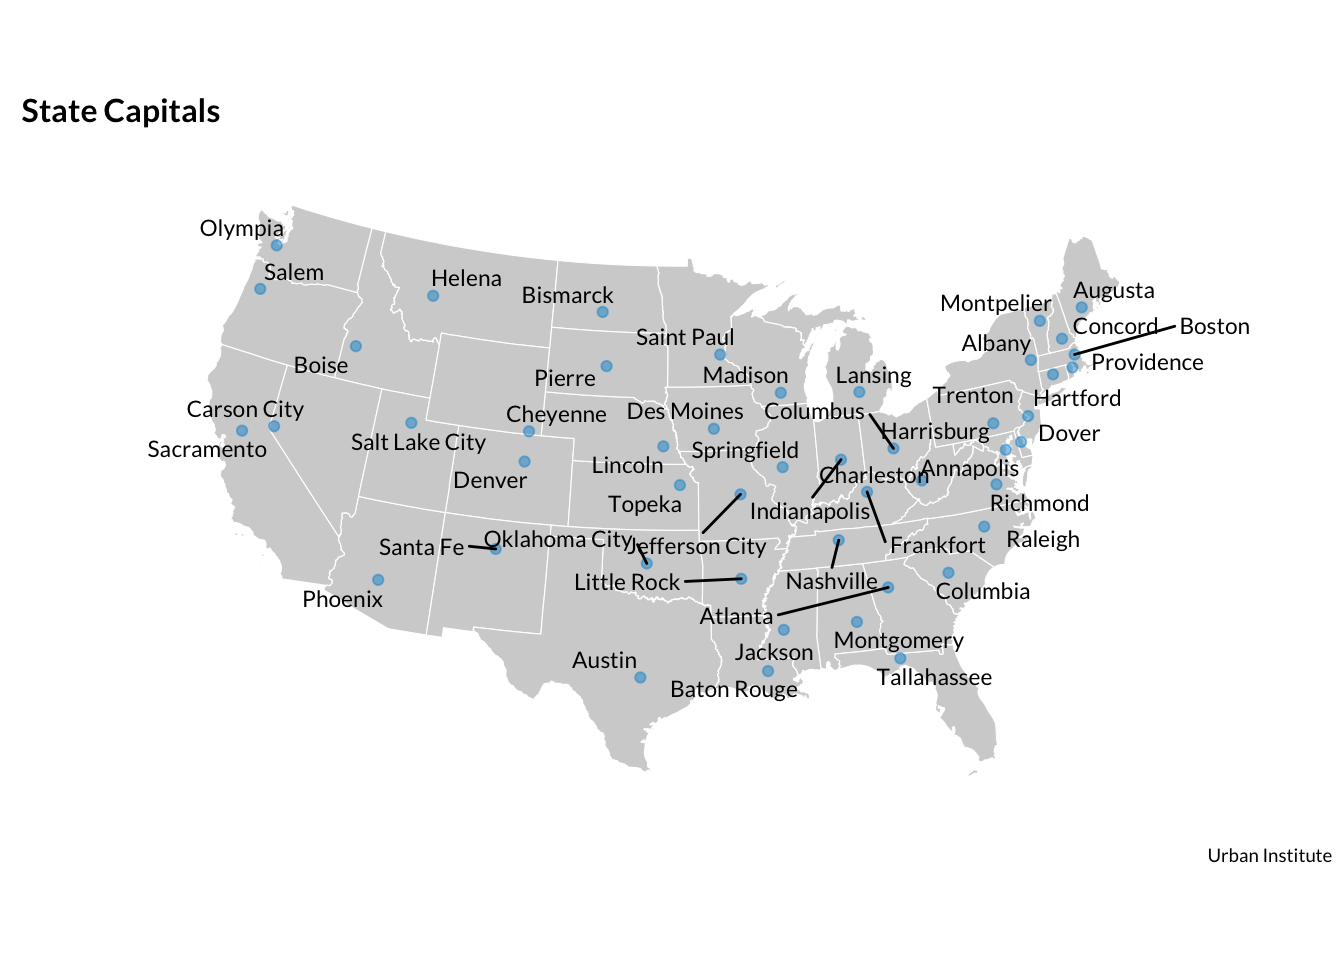 State Capitals
Olympia
Salem
Helena
Bismarck
Augusta
Montpelier
Concord
Boston
Saint Paul
Albany
Boise
Providence
Pierre
Madison
Lansing
Trenton
Hartford
Carson City
Cheyenne
Des Moines
Columbus
Harrisburg
Dover
Sacramento
Salt Lake City
Springfield
Lincoln
Charleston
Annapolis
Denver
Topeka
Indianapolis
Richmond
Santa Fe
Oklahoma City
Jefferson City
Frankfort
Raleigh
Little Rock
Nashville
Phoenix
Columbia
Atlanta
Montgomery
Jackson
Austin
Tallahassee
Baton Rouge
Urban Institute